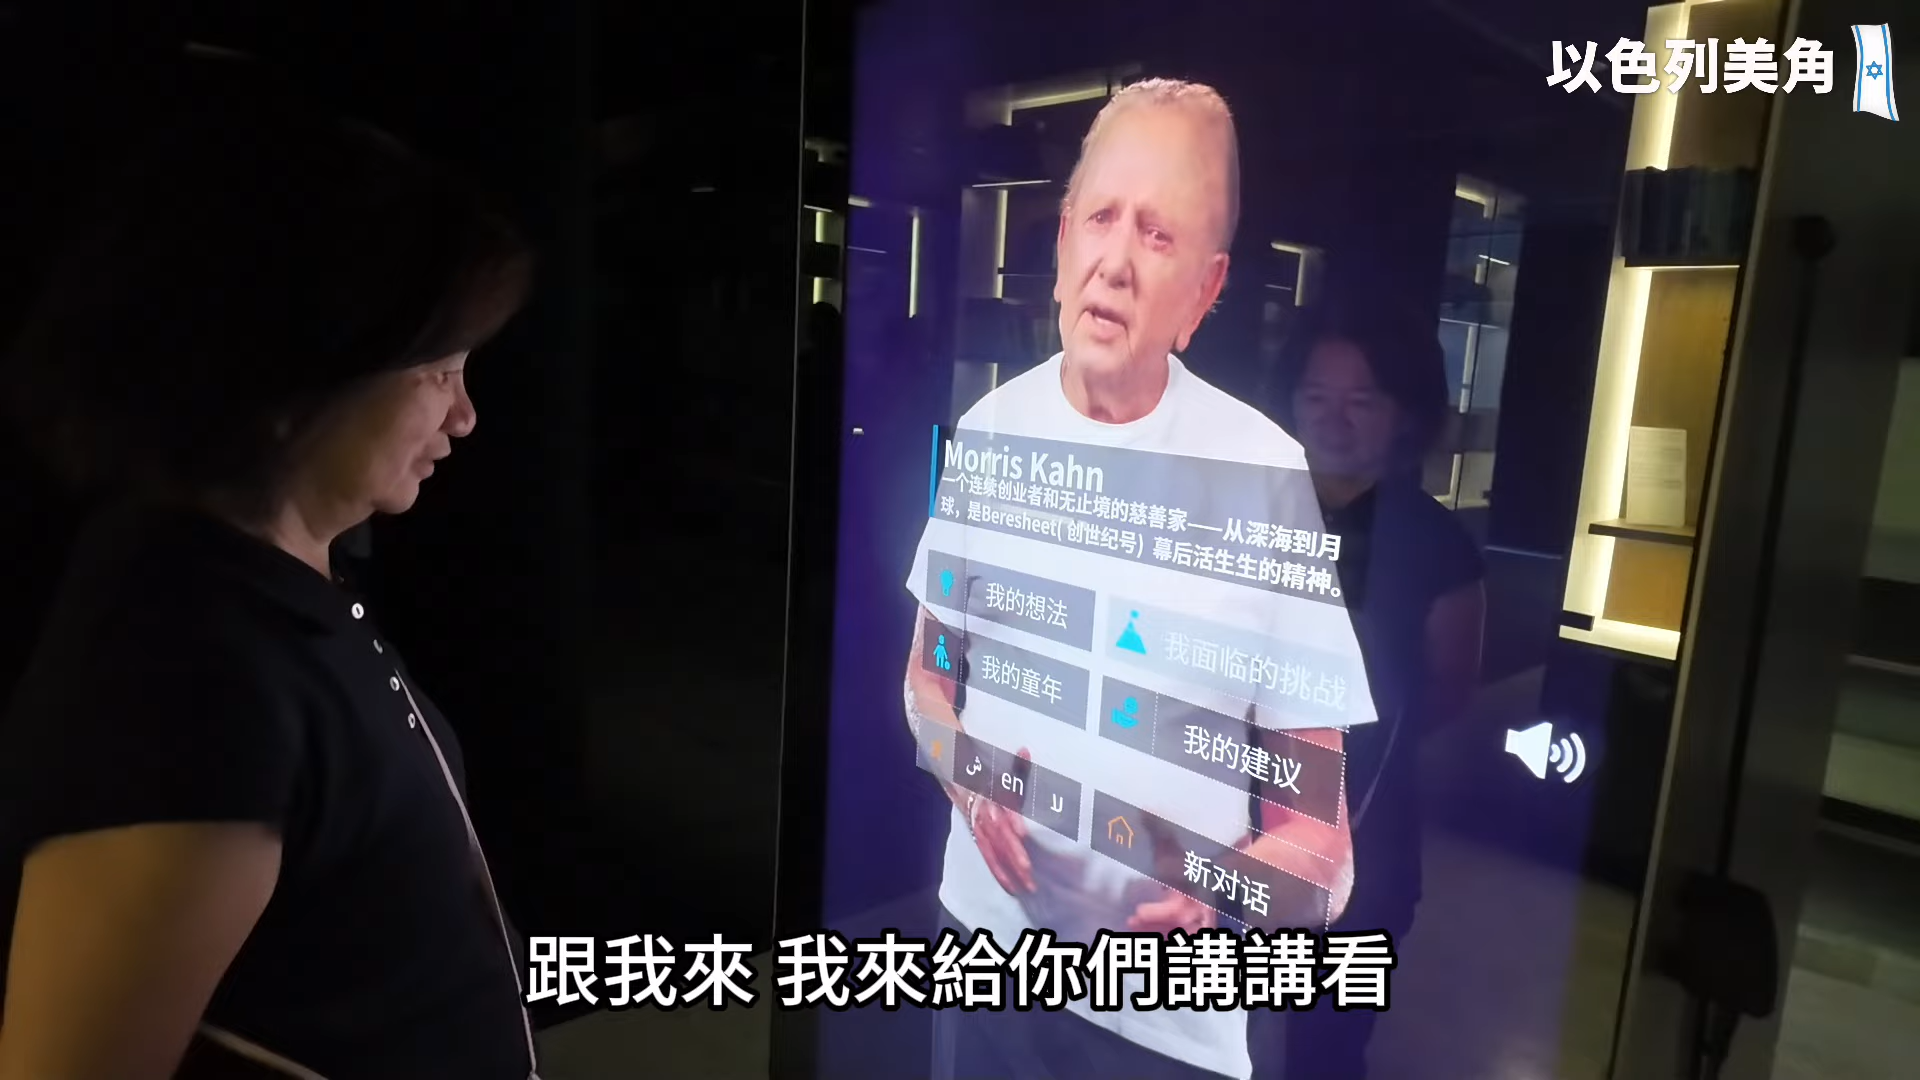 以色列美角
Morris Kahn
一个连续创业者和无止境的慈善家——从深海到月
球，是Beresheet( 创世纪号) 幕后活生生的精神。
我的想法
我面临的挑战
我的童年
我的建议
en
ע
新对话
跟我來 我來給你們講講看